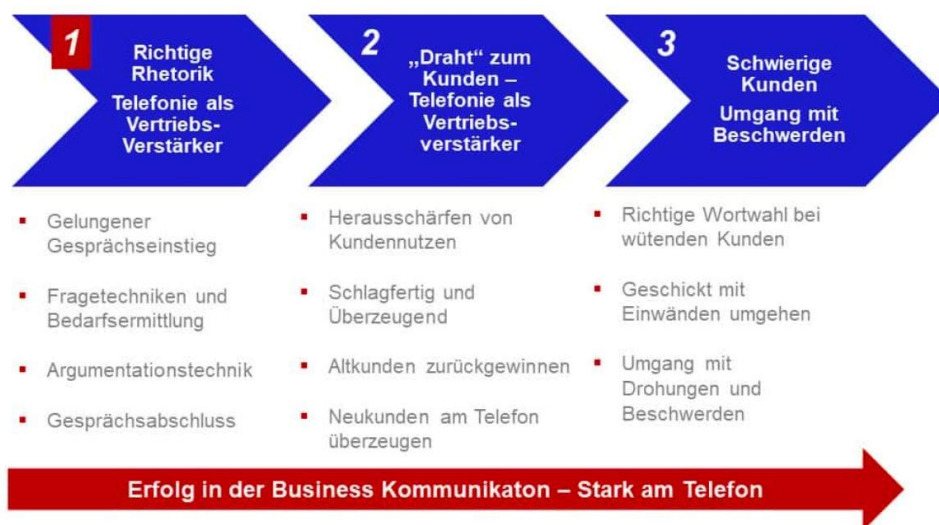 1
Richtige
Rhetorik
Telefonie als
Vertriebs-
Verstärker
2
„Draht“ zum
Kunden –
Telefonie als
Vertriebs-
verstärker
3
Schwierige
Kunden
Umgang mit
Beschwerden
▪ Gelungener
Gesprächseinstieg
▪ Fragetechniken und
Bedarfsermittlung
▪ Argumentationstechnik
▪ Gesprächsabschluss
▪ Herausschärfen von
Kundennutzen
▪ Schlagfertig und
Überzeugend
▪ Altkunden zurückgewinnen
▪ Neukunden am Telefon
überzeugen
▪ Richtige Wortwahl bei
wütenden Kunden
▪ Geschickt mit
Einwänden umgehen
▪ Umgang mit
Drohungen und
Beschwerden
Erfolg in der Business Kommunikaton – Stark am Telefon